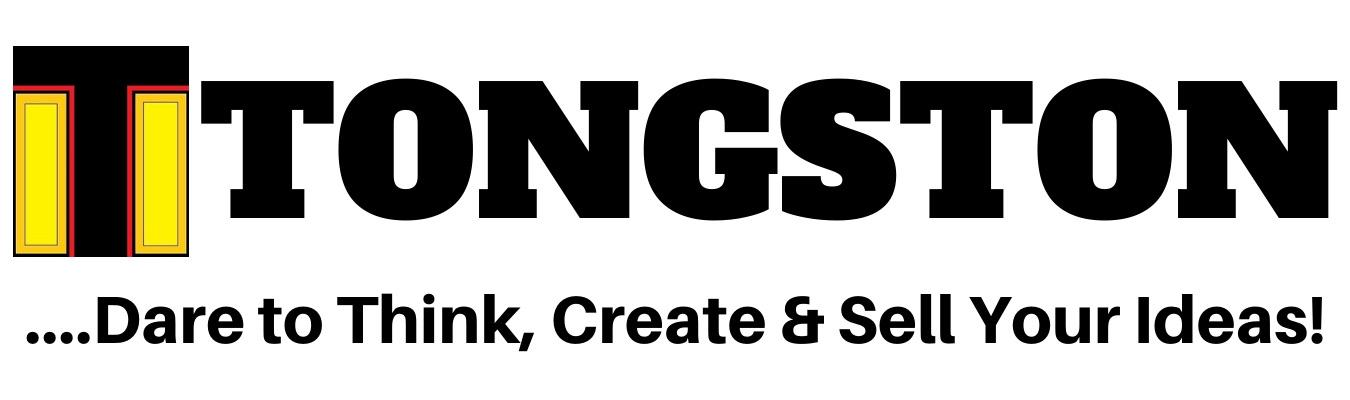 T TONGSTON
....Dare to Think, Create & Sell Your Ideas!